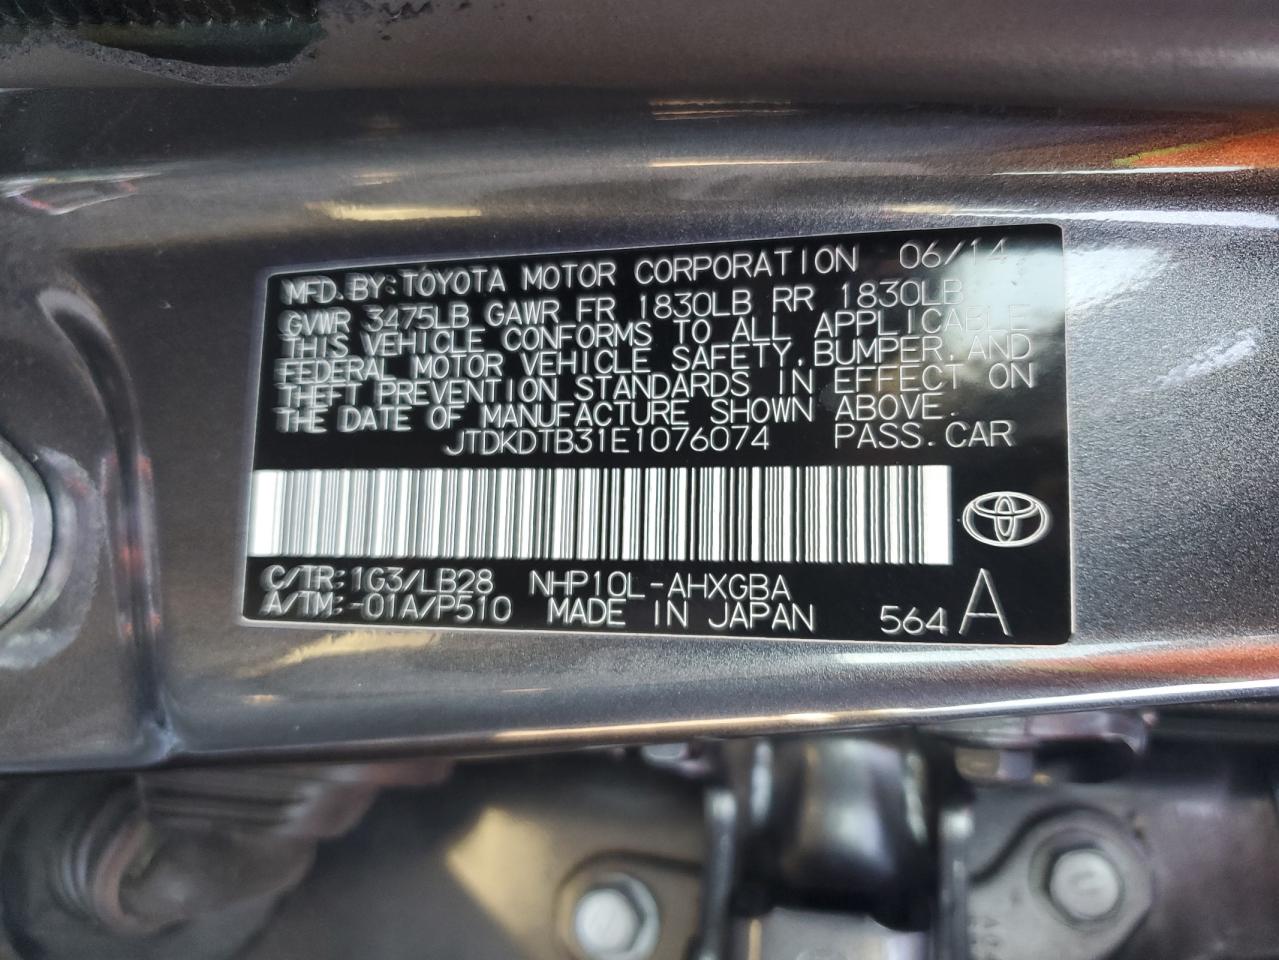 MFD. BY: TOYOTA MOTOR CORPORATION 06/14
GVWR 3475LB GAWR FR 1830LB RR 1830LB
THIS VEHICLE CONFORMS TO ALL APPLICABLE
FEDERAL MOTOR VEHICLE SAFETY, BUMPER, AND
THEFT PREVENTION STANDARDS IN EFFECT ON
THE DATE OF MANUFACTURE SHOWN ABOVE.
JTDKDTB31E1076074 PASS. CAR
C/TR: 1G3/LB28 NHP10L-AHXGBA
A/TM: -01A/P510 MADE IN JAPAN 564 A